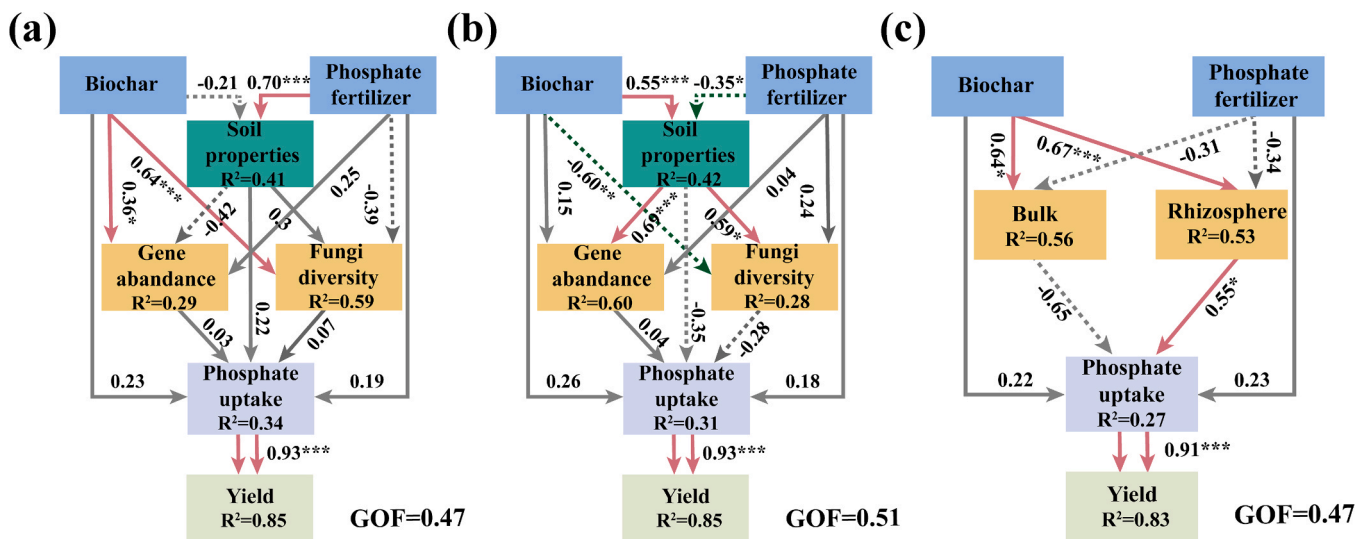 (a)
Biochar
-0.21
0.70***
Phosphate
fertilizer
Soil
properties
R²=0.41
0.36*
0.64***
-0.42
0.3
0.25
-0.39
Gene
abandance
R²=0.29
Fungi
diversity
R²=0.59
0.03
0.22
0.07
0.23
Phosphate
uptake
R²=0.34
0.19
0.93***
Yield
R²=0.85
GOF=0.47
(b)
Biochar
0.55***
-0.35*
Phosphate
fertilizer
Soil
properties
R²=0.42
0.15
-0.60**
0.69***
0.59*
0.04
0.24
Gene
abandance
R²=0.60
Fungi
diversity
R²=0.28
0.04
-0.35
-0.28
0.26
Phosphate
uptake
R²=0.31
0.18
0.93***
Yield
R²=0.85
GOF=0.51
(c)
Biochar
Phosphate
fertilizer
0.64*
0.67***
-0.31
-0.34
Bulk
R²=0.56
Rhizosphere
R²=0.53
-0.65
0.55*
0.22
Phosphate
uptake
R²=0.27
0.23
0.91***
Yield
R²=0.83
GOF=0.47